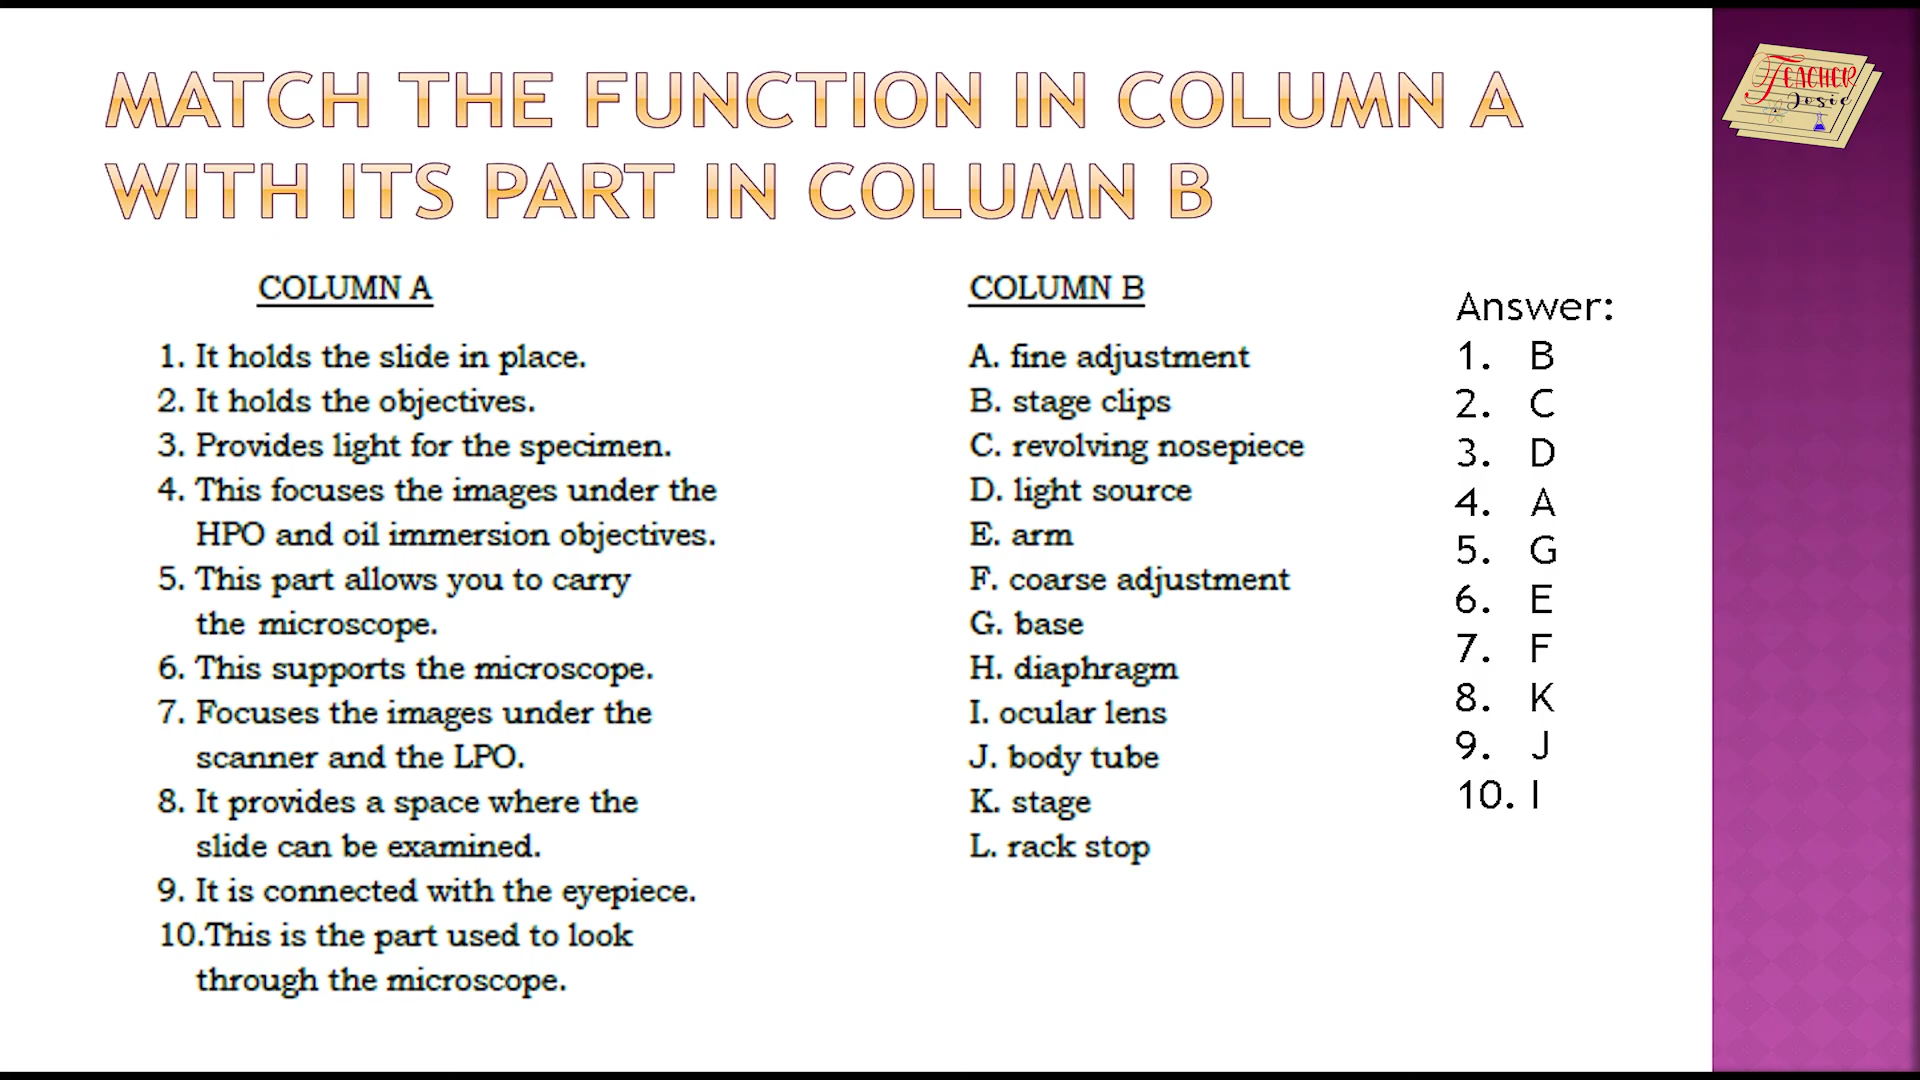 MATCH THE FUNCTION IN COLUMN A
WITH ITS PART IN COLUMN B
TEACHER
Josie
COLUMN A
1. It holds the slide in place.
2. It holds the objectives.
3. Provides light for the specimen.
4. This focuses the images under the
HPO and oil immersion objectives.
5. This part allows you to carry
the microscope.
6. This supports the microscope.
7. Focuses the images under the
scanner and the LPO.
8. It provides a space where the
slide can be examined.
9. It is connected with the eyepiece.
10.This is the part used to look
through the microscope.
COLUMN B
A. fine adjustment
B. stage clips
C. revolving nosepiece
D. light source
E. arm
F. coarse adjustment
G. base
H. diaphragm
I. ocular lens
J. body tube
K. stage
L. rack stop
Answer:
1. B
2. C
3. D
4. A
5. G
6. E
7. F
8. K
9. J
10. I